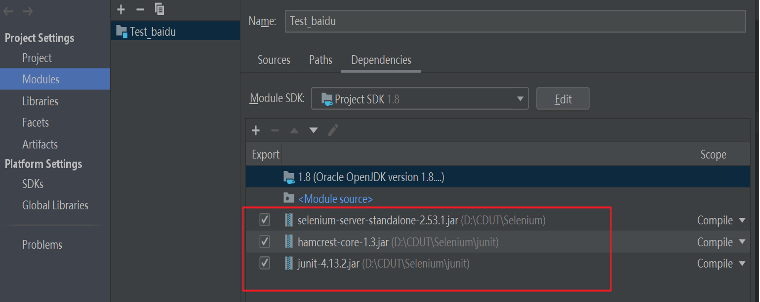 Project Settings
Project
Modules
Libraries
Facets
Artifacts
Platform Settings
SDKs
Global Libraries
Problems
Test_baidu
Name: Test_baidu
Sources Paths Dependencies
Module SDK: Project SDK 1.8 Edit
Export Scope
1.8 (Oracle OpenJDK version 1.8....)
<Module source>
selenium-server-standalone-2.53.1.jar (D:\CDUT\Selenium) Compile
hamcrest-core-1.3.jar (D:\CDUT\Selenium\junit) Compile
junit-4.13.2.jar (D:\CDUT\Selenium\junit) Compile